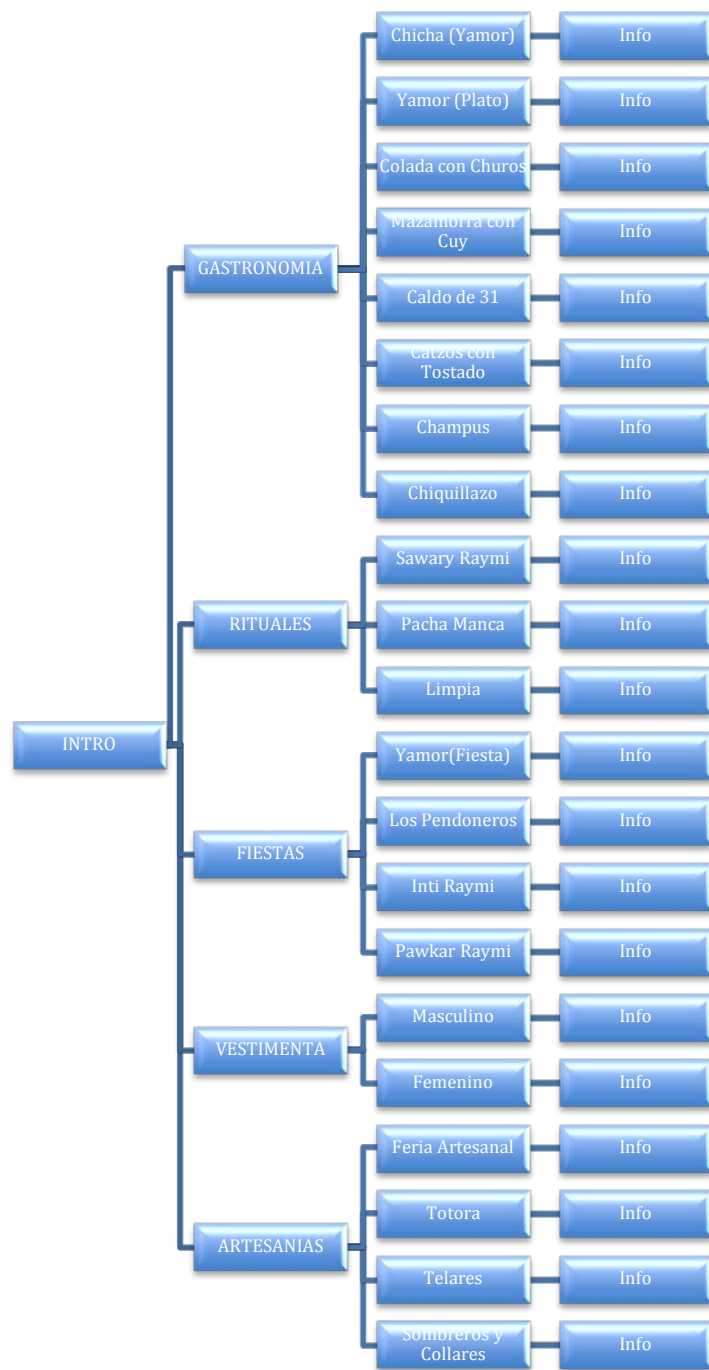 Chicha (Yamor)
Info
Yamor (Plato)
Info
Colada con Churos
Info
Mazamorra con
Cuy
Info
GASTRONOMIA
Caldo de 31
Info
Catzos con
Tostado
Info
Champus
Info
Chiquillazo
Info
Sawary Raymi
Info
RITUALES
Pacha Manca
Info
Limpia
Info
INTRO
Yamor(Fiesta)
Info
Los Pendoneros
Info
FIESTAS
Inti Raymi
Info
Pawkar Raymi
Info
Masculino
Info
VESTIMENTA
Femenino
Info
Feria Artesanal
Info
Totora
Info
ARTESANIAS
Telares
Info
Sombreros y
Collares
Info